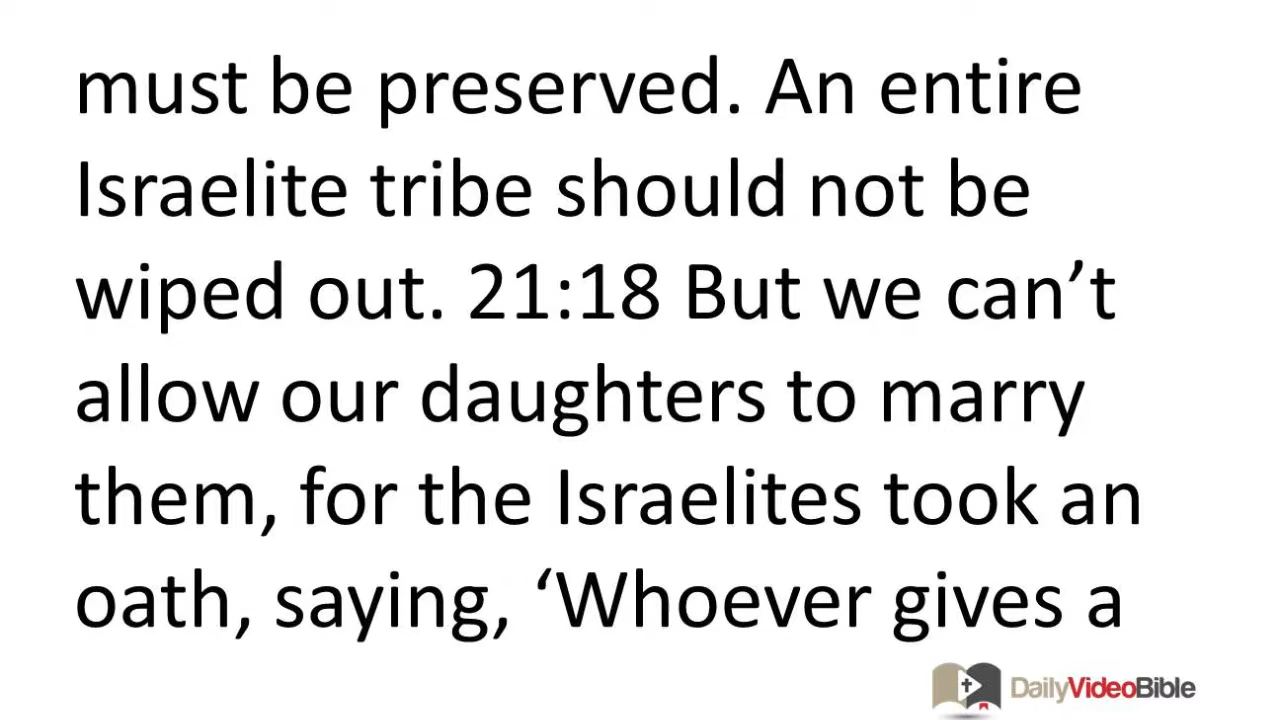 must be preserved. An entire
Israelite tribe should not be
wiped out. 21:18 But we can’t
allow our daughters to marry
them, for the Israelites took an
oath, saying, ‘Whoever gives a
DailyVideoBible